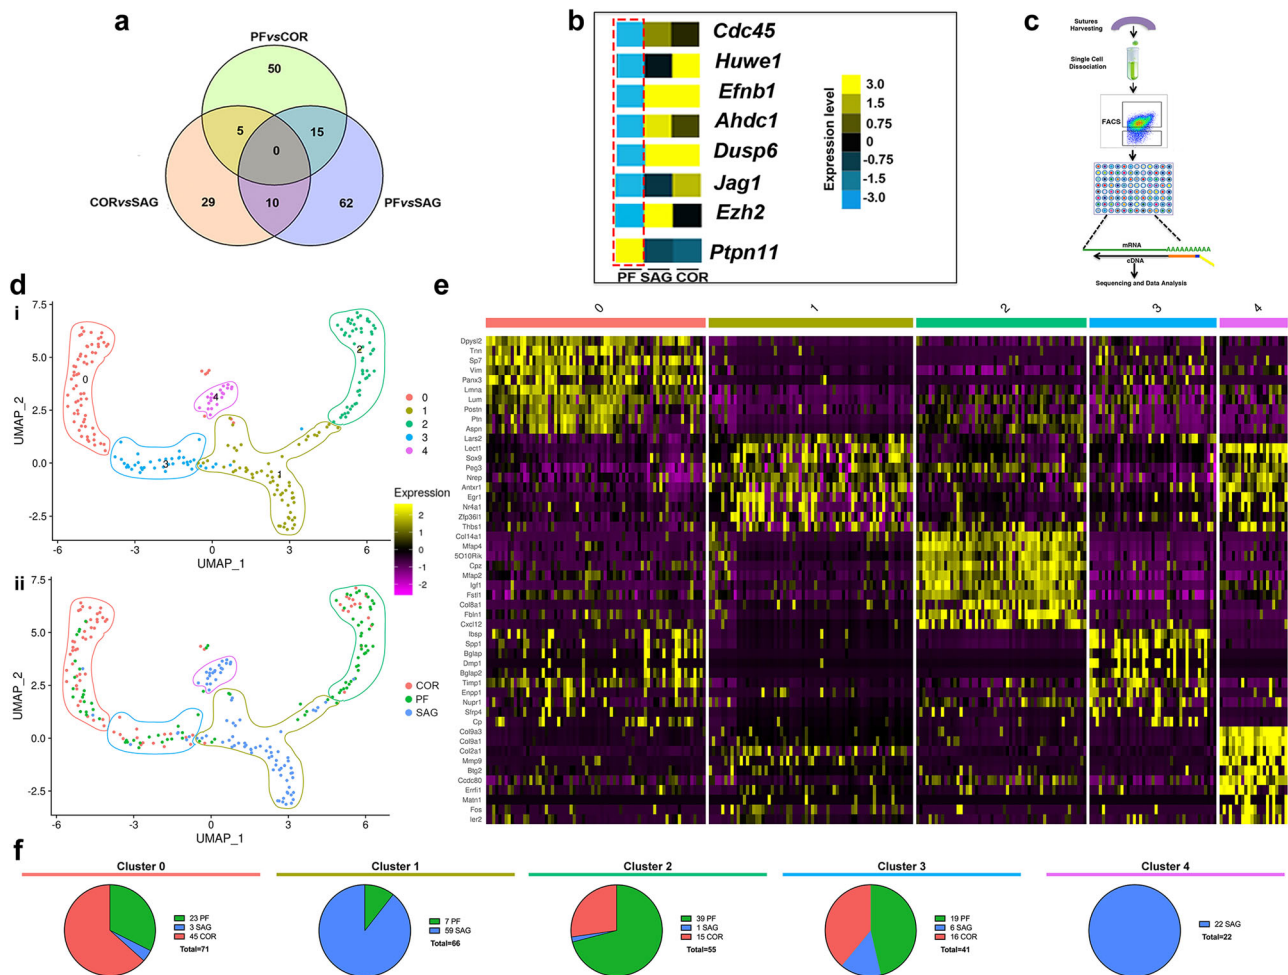 a
PFvsCOR
50
5
15
0
CORvsSAG
29
10
62
PFvsSAG
b
Cdc45
Huwe1
Efnb1
Ahdc1
Dusp6
Jag1
Ezh2
Ptpn11
PF SAG COR
Expression level
3.0
1.5
0.75
0
-0.75
-1.5
-3.0
c
Sutures
Harvesting
Single Cell
Dissociation
FACS
mRNA
AAAAAAAAAA
cDNA
Sequencing and Data Analysis
d
i
7.5
5.0
2.5
0.0
-2.5
UMAP_2
-6 -3 0 3 6
UMAP_1
0
4
2
3
1
0
1
2
3
4
Expression
2
1
0
-1
-2
ii
7.5
5.0
2.5
0.0
-2.5
UMAP_2
-6 -3 0 3 6
UMAP_1
COR
PF
SAG
e
0 1 2 3 4
Dpysl2
Tnn
Sp7
Vim
Panx3
Lmna
Lum
Postn
Ptn
Aspn
Lars2
Lect1
Sox9
Peg3
Nrep
Antxr1
Egr1
Nr4a1
Zfp36l1
Thbs1
Col14a1
Mfap4
5O10Rik
Cpz
Mfap2
Igf1
Fstl1
Col8a1
Fbln1
Cxcl12
Ibsp
Spp1
Bglap
Dmp1
Bglap2
Timp1
Enpp1
Nupr1
Sfrp4
Cp
Col9a3
Col9a1
Col2a1
Mmp9
Btg2
Ccdc80
Errfi1
Matn1
Fos
Ier2
f
Cluster 0
23 PF
3 SAG
45 COR
Total=71
Cluster 1
7 PF
59 SAG
Total=66
Cluster 2
39 PF
1 SAG
15 COR
Total=55
Cluster 3
19 PF
6 SAG
16 COR
Total=41
Cluster 4
22 SAG
Total=22